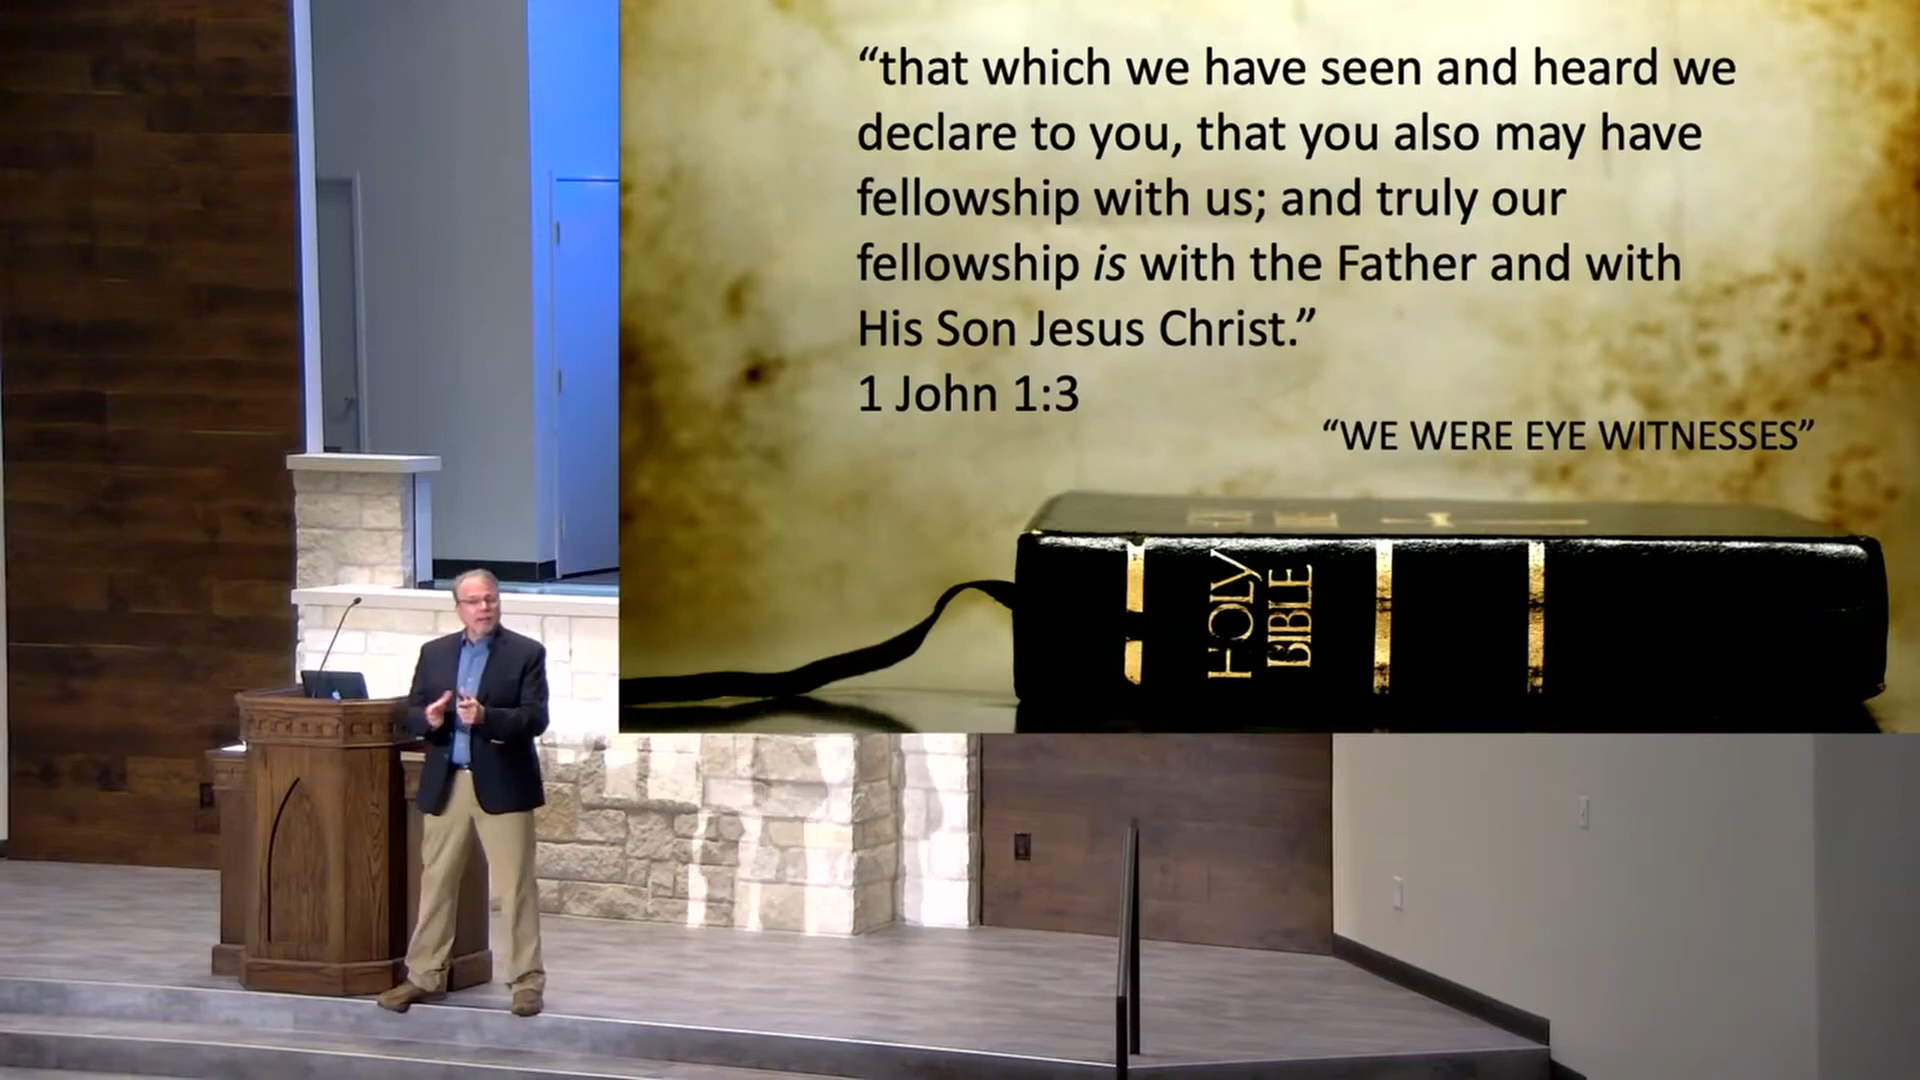 “that which we have seen and heard we
declare to you, that you also may have
fellowship with us; and truly our
fellowship is with the Father and with
His Son Jesus Christ.”
1 John 1:3
“WE WERE EYE WITNESSES”
HOLY
BIBLE